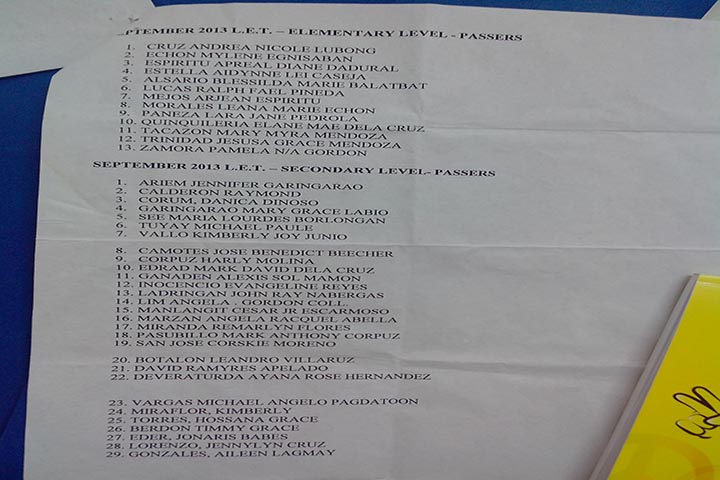 SEPTEMBER 2013 L.E.T. – ELEMENTARY LEVEL - PASSERS
1. CRUZ ANDREA NICOLE LUBONG
2. ECHON MYLENE EGNISABAN
3. ESPIRITU APREAL DIANE DADURAL
4. ESTELLA AIDYNNE LEI CASEJA
5. ALSARIO BLESSILDA MARIE BALATBAT
6. LUCAS RALPH FAEL PINEDA
7. MEJOS ARJEAN ESPIRITU
8. MORALES ILEANA MARIE ECHON
9. PANEZA LARA JANE PEDROLA
10. QUINQUILERIA ELANE MAE DELA CRUZ
11. TACAZON MARY MYRA MENDOZA
12. TRINIDAD JESUSA GRACE MENDOZA
13. ZAMORA PAMELA N/A GORDON
SEPTEMBER 2013 L.E.T. – SECONDARY LEVEL- PASSERS
1. ARIEM JENNIFER GARINGARAO
2. CALDERON RAYMOND
3. CORUM, DANICA DINOSO
4. GARINGARAO MARY GRACE LABIO
5. SEE MARIA LOURDES BORLONGAN
6. TUYAY MICHAEL PAULE
7. VALLO KIMBERLY JOY JUNIO
8. CAMOTES JOSE BENEDICT BEECHER
9. CORPUZ HARLY MOLINA
10. EDRAD MARK DAVID DELA CRUZ
11. GANADEN ALEXIS SOL MAMON
12. INOCENCIO EVANGELINE REYES
13. LADRINGAN JOHN RAY NABERGAS
14. LIM ANGELA . GORDON COLL.
15. MANLANGIT CESAR JR ESCARMOSO
16. MARZAN ANGELA RACQUEL ABELLA
17. MIRANDA REMARLYN FLORES
18. PASUBILLO MARK ANTHONY CORPUZ
19. SAN JOSE CORSKIE MORENO
20. BOTALON LEANDRO VILLARUZ
21. DAVID RAMYRES APELADO
22. DEVERATURDA AYANA ROSE HERNANDEZ
23. VARGAS MICHAEL ANGELO PAGDATOON
24. MIRAFLOR, KIMBERLY
25. TORRES, HOSSANA GRACE
26. BERDON TIMMY GRACE
27. EDER, JONARIS BABES
28. LORENZO, JENNYLYN CRUZ
29. GONZALES, AILEEN LAGMAY